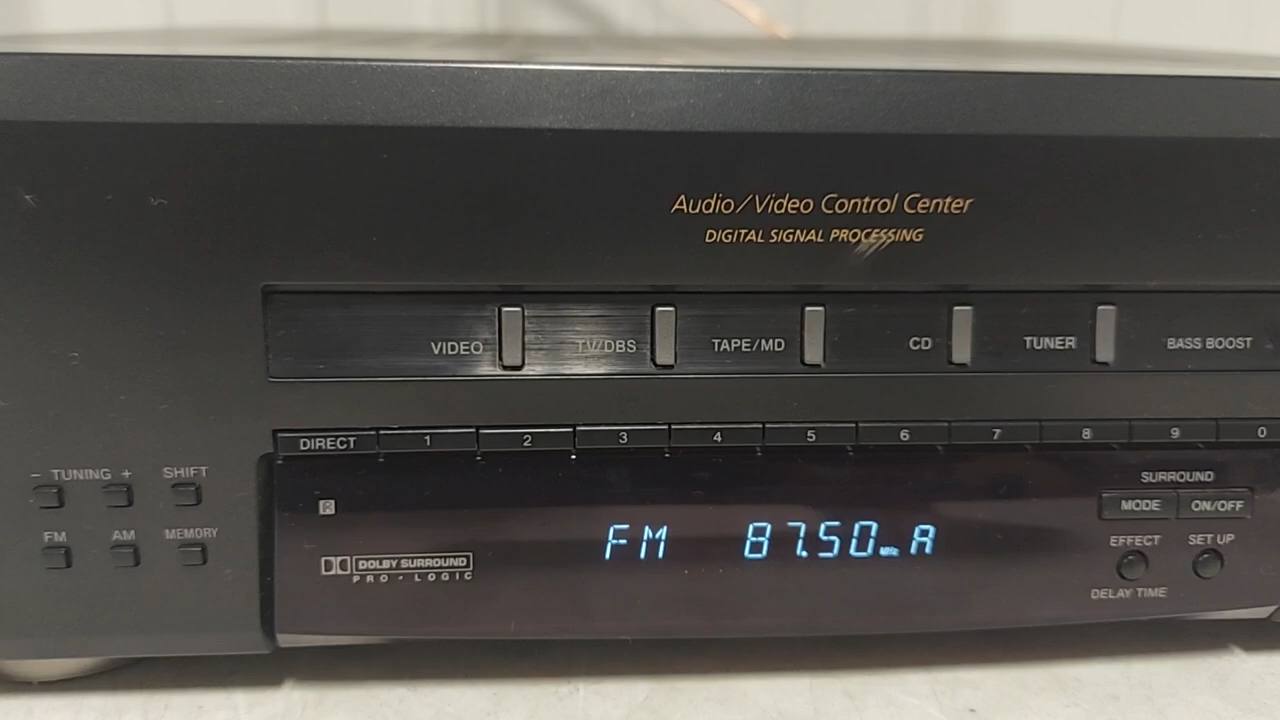 Audio/Video Control Center
DIGITAL SIGNAL PROCESSING
VIDEO TV/DBS TAPE/MD CD TUNER BASS BOOST
DIRECT 1 2 3 4 5 6 7 8 9 0
- TUNING + SHIFT
FM AM MEMORY
R
DOLBY SURROUND
PRO·LOGIC
FM 87.50 MHz A
SURROUND
MODE ON/OFF
EFFECT SET UP
DELAY TIME